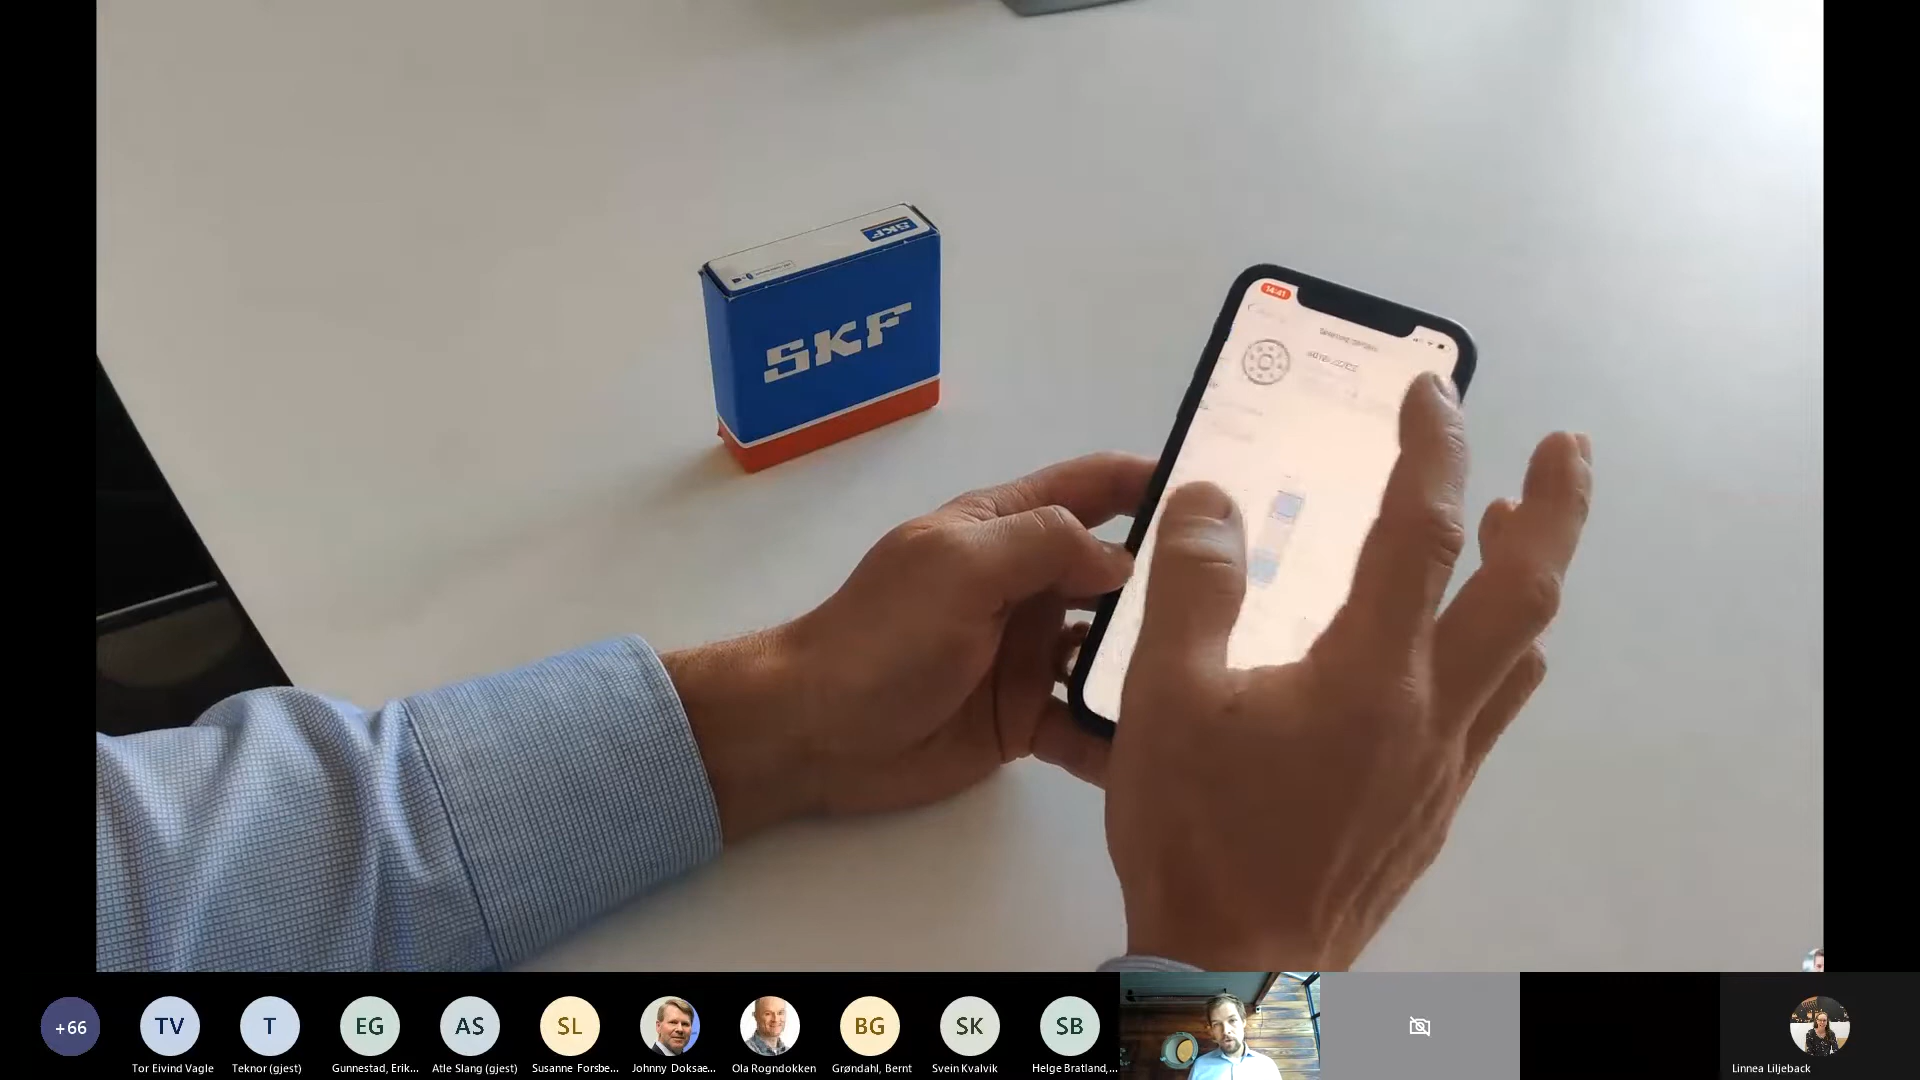 SKF
SKF
14:41
+66
TV
T
EG
AS
SL
BG
SK
SB
Tor Eivind Vagle
Teknor (gjest)
Gunnestad, Erik...
Atle Slang (gjest)
Susanne Forsbe...
Johnny Doksae...
Ola Rogndokken
Grøndahl, Bernt
Svein Kvalvik
Helge Bratland,...
Linnea Liljeback